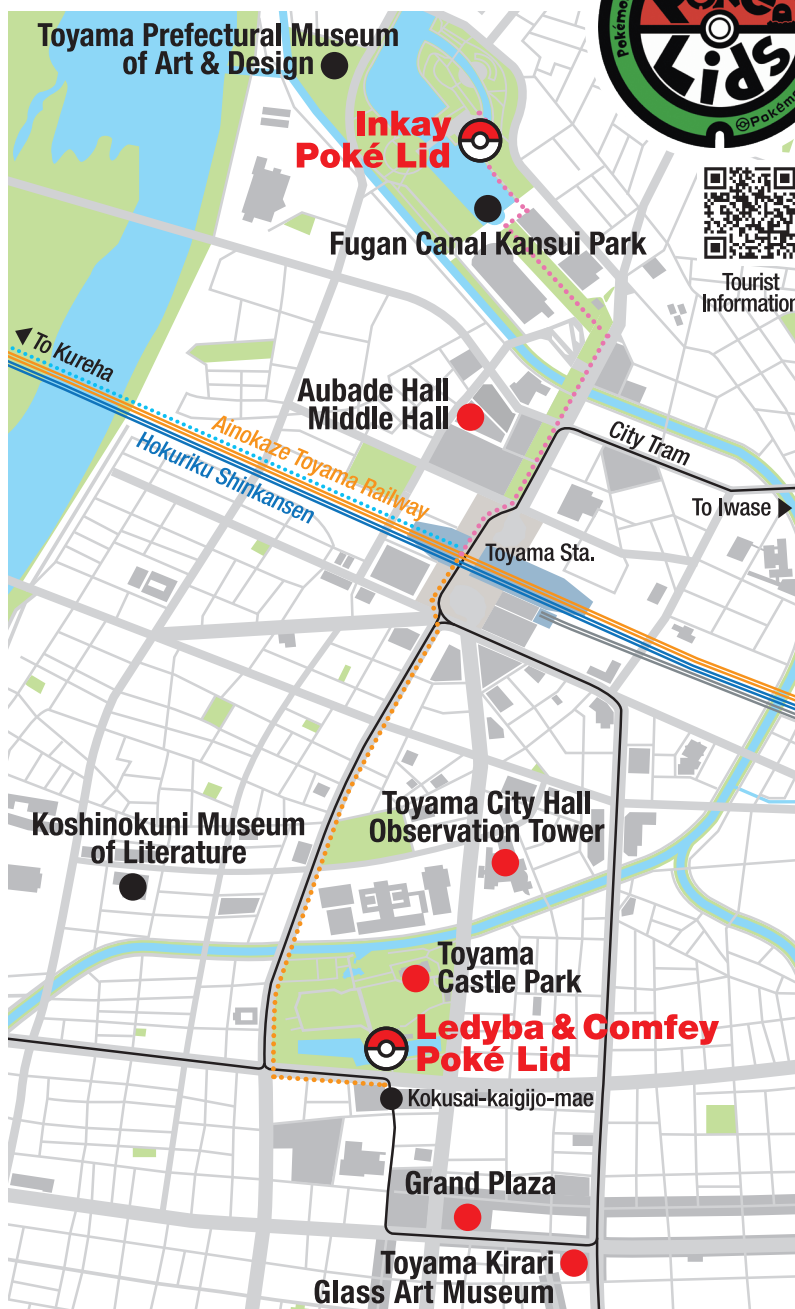 Toyama Prefectural Museum
of Art & Design
Lids
Inkay
Poké Lid
Fugan Canal Kansui Park
Tourist
Information
◀ To Kureha
Aubade Hall
Middle Hall
Ainokaze Toyama Railway
Hokuriku Shinkansen
City Tram
To Iwase ▶
Toyama Sta.
Toyama City Hall
Observation Tower
Koshinokuni Museum
of Literature
Toyama
Castle Park
Ledyba & Comfey
Poké Lid
Kokusai-kaigijo-mae
Grand Plaza
Toyama Kirari
Glass Art Museum